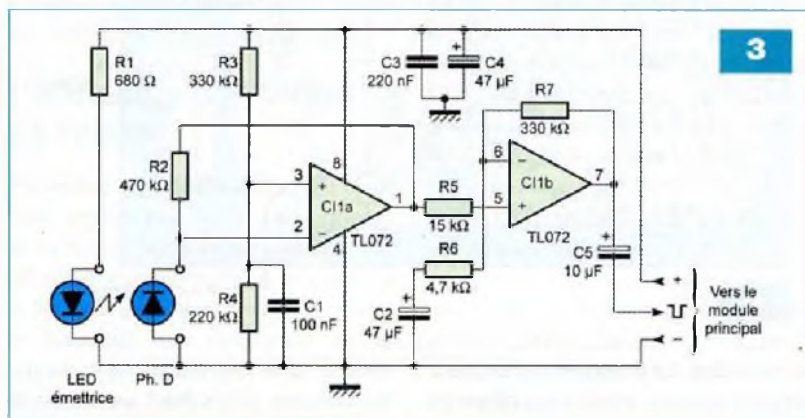 3
R1
680 Ω
R3
330 kΩ
C3
220 nF
+
C4
47 µF
R7
330 kΩ
R2
470 kΩ
3
+
8
CI1a
2
−
4
1
TL072
R5
15 kΩ
6
−
CI1b
5
+
7
TL072
R6
4,7 kΩ
+
C5
10 µF
R4
220 kΩ
C1
100 nF
+
C2
47 µF
+
−
Vers le
module
principal
LED
émettrice
Ph. D